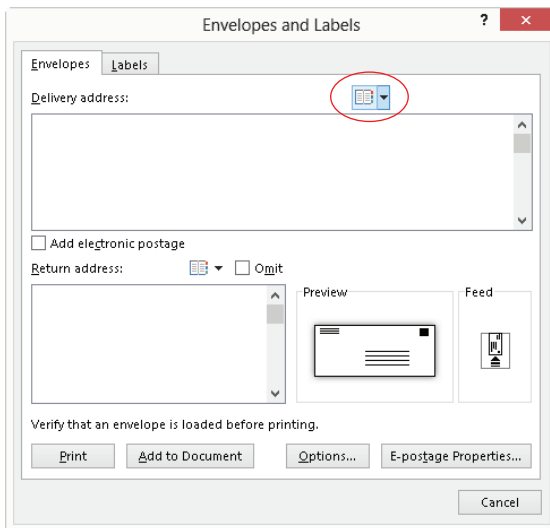 Envelopes and Labels ?
Envelopes Labels
Delivery address:
Add electronic postage
Return address: Omit
Preview Feed
Verify that an envelope is loaded before printing.
Print Add to Document Options... E-postage Properties...
Cancel